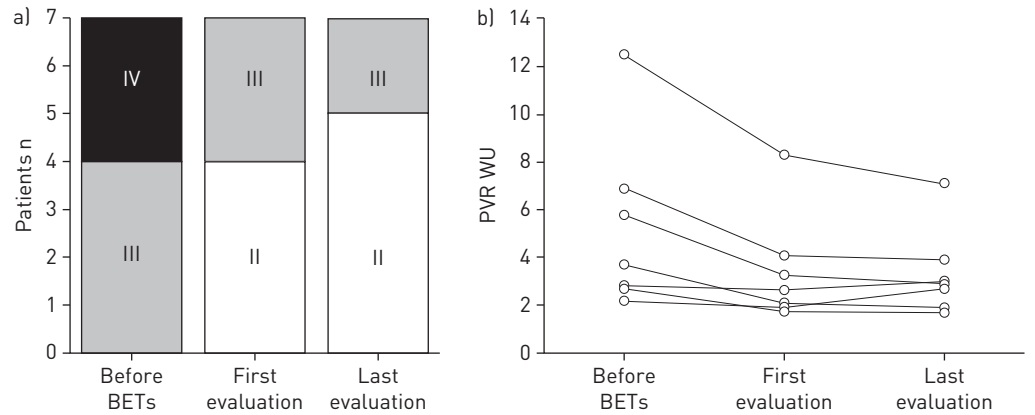 a)
Patients n
7
6
5
4
3
2
1
0
IV
III
III
II
III
II
Before
BETs
First
evaluation
Last
evaluation
b)
PVR WU
14
12
10
8
6
4
2
0
Before
BETs
First
evaluation
Last
evaluation